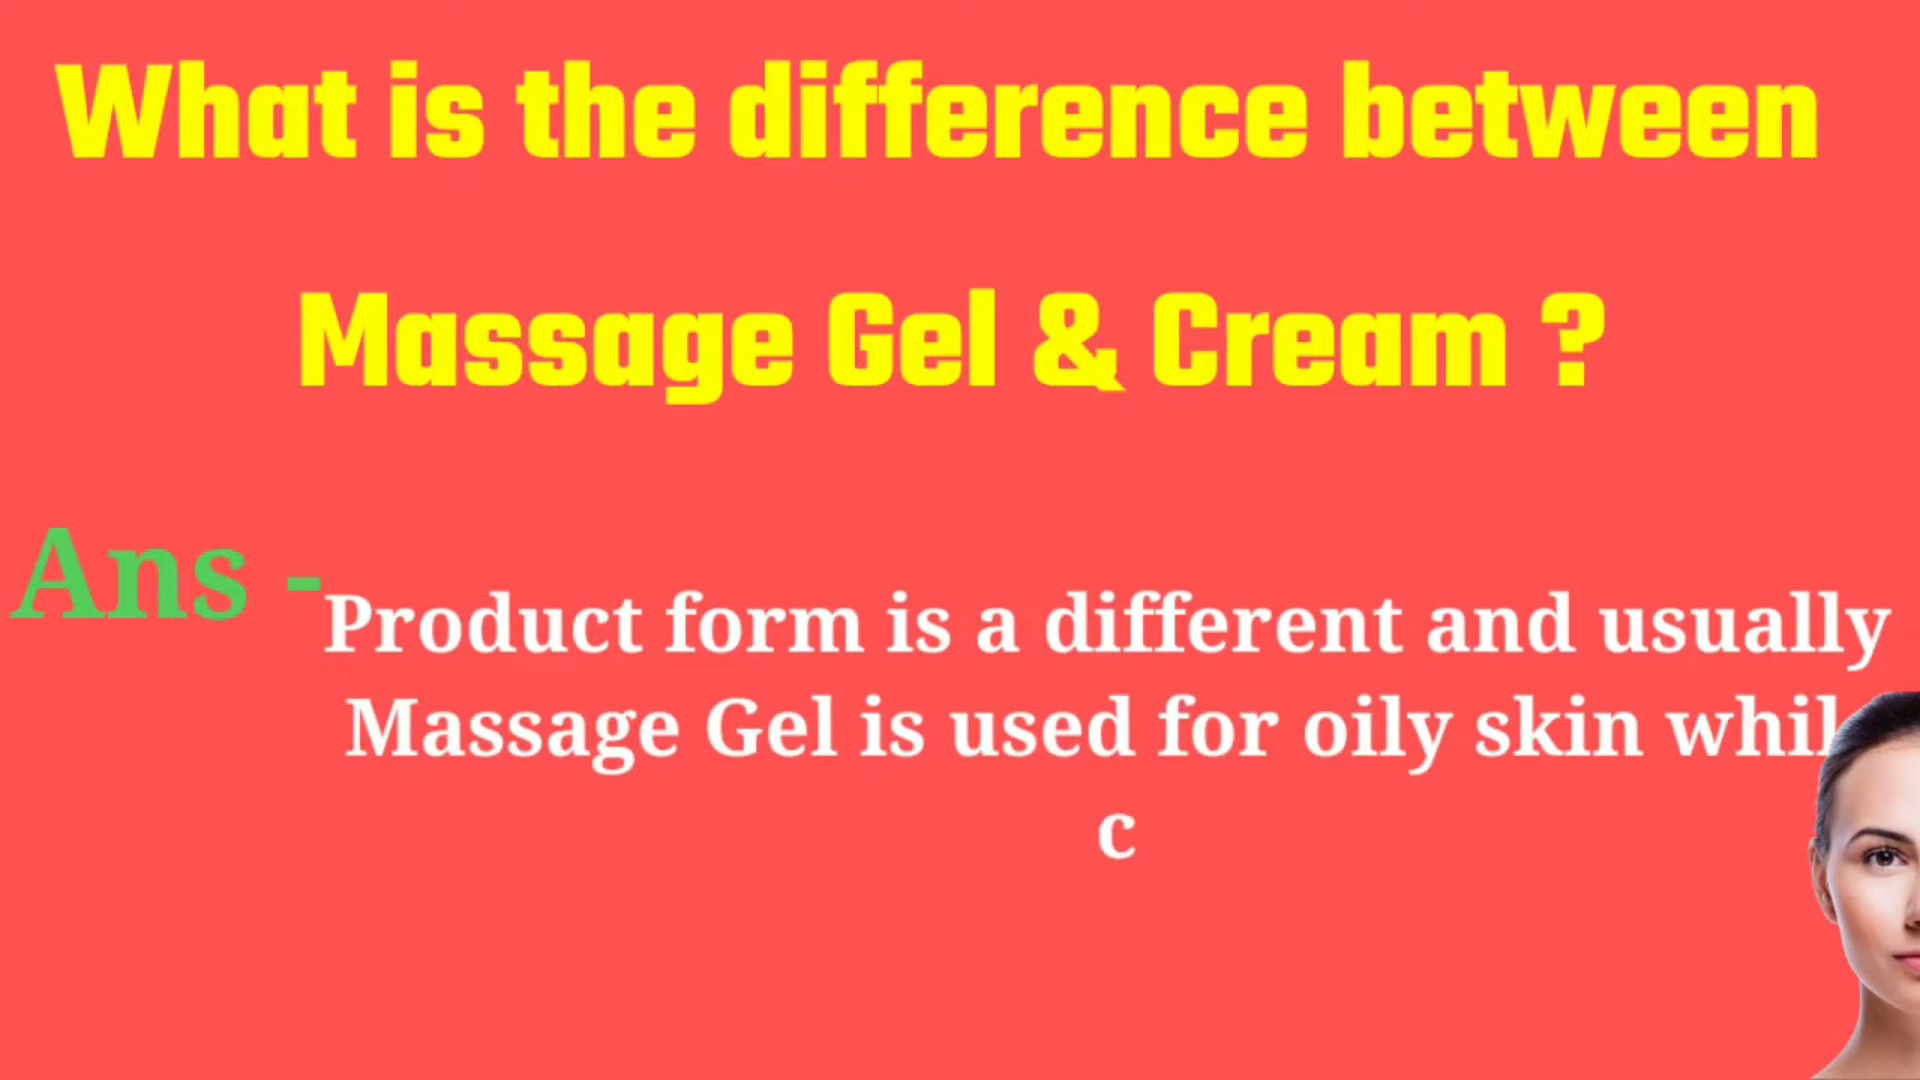 What is the difference between
Massage Gel & Cream ?
Ans -
Product form is a different and usually
Massage Gel is used for oily skin whil
c